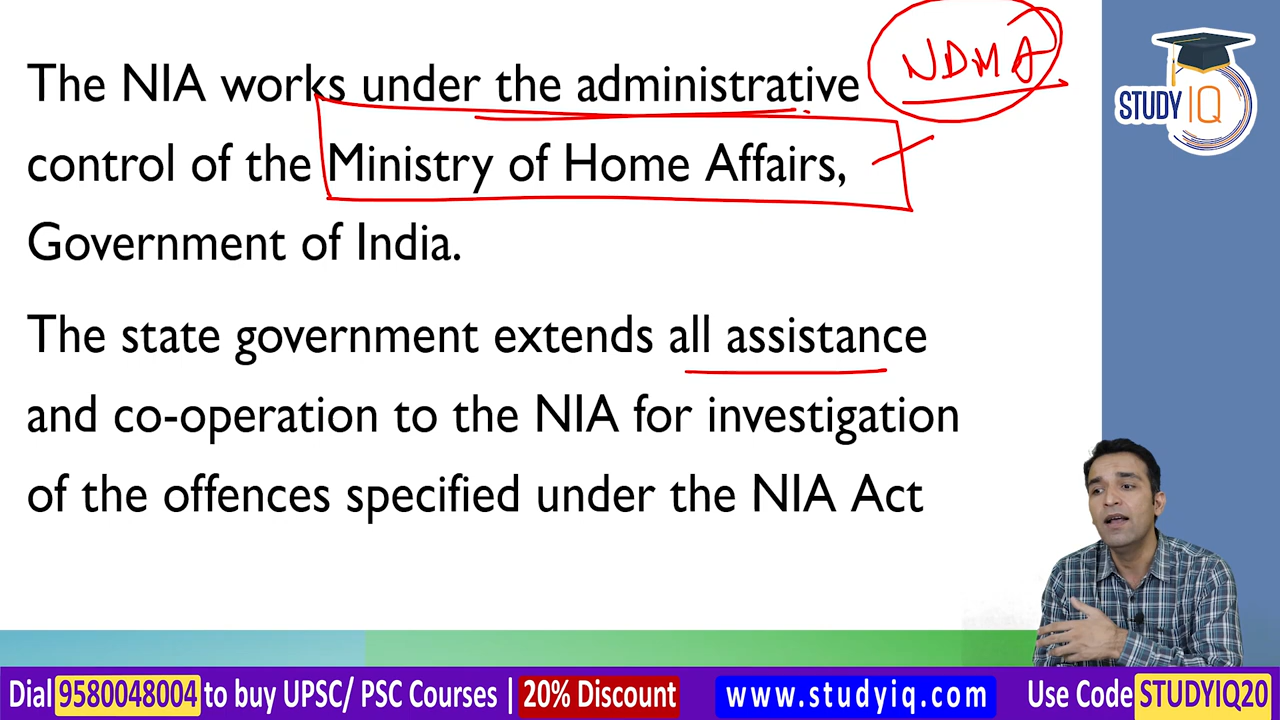 The NIA works under the administrative
NDMA
control of the Ministry of Home Affairs,
Government of India.
The state government extends all assistance
and co-operation to the NIA for investigation
of the offences specified under the NIA Act
STUDY IQ
Dial 9580048004 to buy UPSC/ PSC Courses | 20% Discount www.studyiq.com Use Code STUDYIQ20